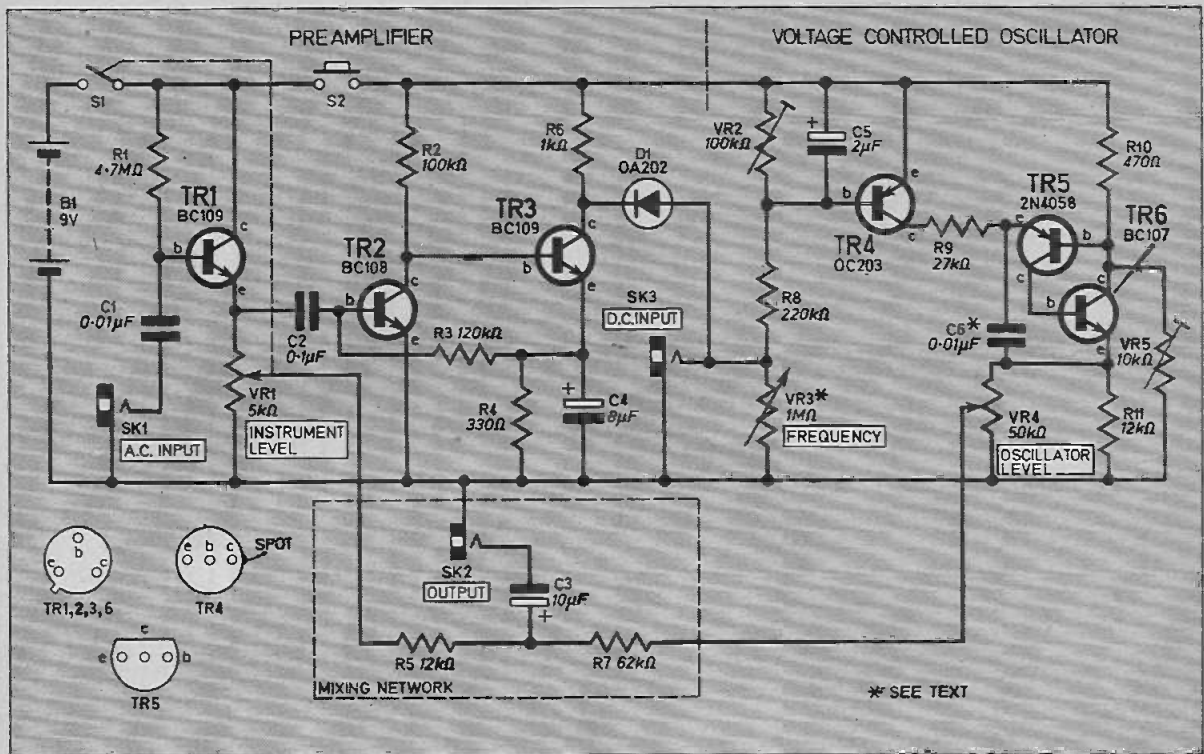 PREAMPLIFIER
VOLTAGE CONTROLLED OSCILLATOR
S1
S2
R1
4·7MΩ
B1
9V
TR1
BC109
b
c
e
C1
0·01µF
SK1
A.C. INPUT
VR1
5kΩ
INSTRUMENT
LEVEL
C2
0·1µF
R2
100kΩ
TR2
BC108
b
c
e
R3 120kΩ
R4
330Ω
R6
1kΩ
TR3
BC109
b
c
e
C4
8µF
+
D1
OA202
SK3
D.C. INPUT
VR2
100kΩ
C5
2µF
+
R8
220kΩ
VR3*
1MΩ
FREQUENCY
TR4
OC203
b
e
c
R9
27kΩ
TR5
2N4058
e
b
c
R10
470Ω
TR6
BC107
b
c
e
C6*
0·01µF
VR4
50kΩ
OSCILLATOR
LEVEL
VR5
10kΩ
R11
12kΩ
SK2
OUTPUT
C3
10µF
+
R5 12kΩ
R7 62kΩ
MIXING NETWORK
* SEE TEXT
b
e
c
TR1,2,3,6
e
b
c
SPOT
TR4
c
e
b
TR5